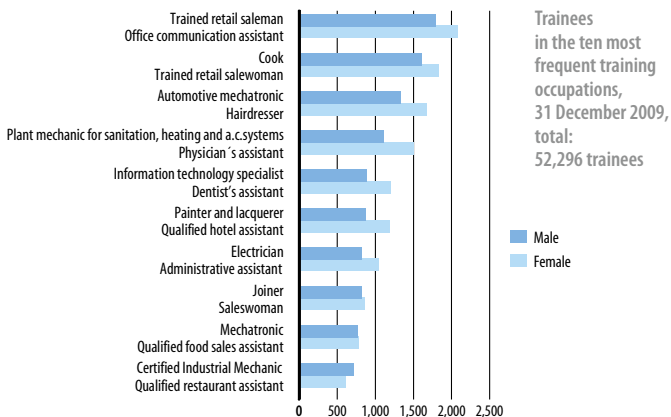 Trained retail saleman
Office communication assistant
Cook
Trained retail salewoman
Automotive mechatronic
Hairdresser
Plant mechanic for sanitation, heating and a.c.systems
Physician´s assistant
Information technology specialist
Dentist's assistant
Painter and lacquerer
Qualified hotel assistant
Electrician
Administrative assistant
Joiner
Saleswoman
Mechatronic
Qualified food sales assistant
Certified Industrial Mechanic
Qualified restaurant assistant
0 500 1,000 1,500 2,000 2,500
Trainees
in the ten most
frequent training
occupations,
31 December 2009,
total:
52,296 trainees
Male
Female